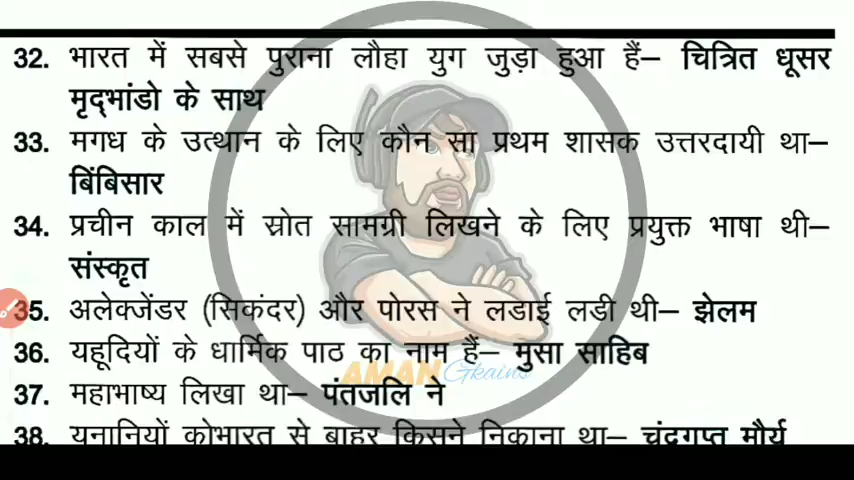 32. भारत में सबसे पुराना लौहा युग जुड़ा हुआ हैं– चित्रित धूसर
मृद्भांडो के साथ
33. मगध के उत्थान के लिए कौन सा प्रथम शासक उत्तरदायी था–
बिंबिसार
34. प्रचीन काल में स्रोत सामग्री लिखने के लिए प्रयुक्त भाषा थी–
संस्कृत
35. अलेक्जेंडर (सिकंदर) और पोरस ने लडाई लडी थी– झेलम
36. यहूदियों के धार्मिक पाठ का नाम हैं– मुसा साहिब
AMAN Gkains
37. महाभाष्य लिखा था– पंतजलि ने
38. यूनानियों कोभारत से बाहर किसने निकाना था– चंद्रगुप्त मौर्य